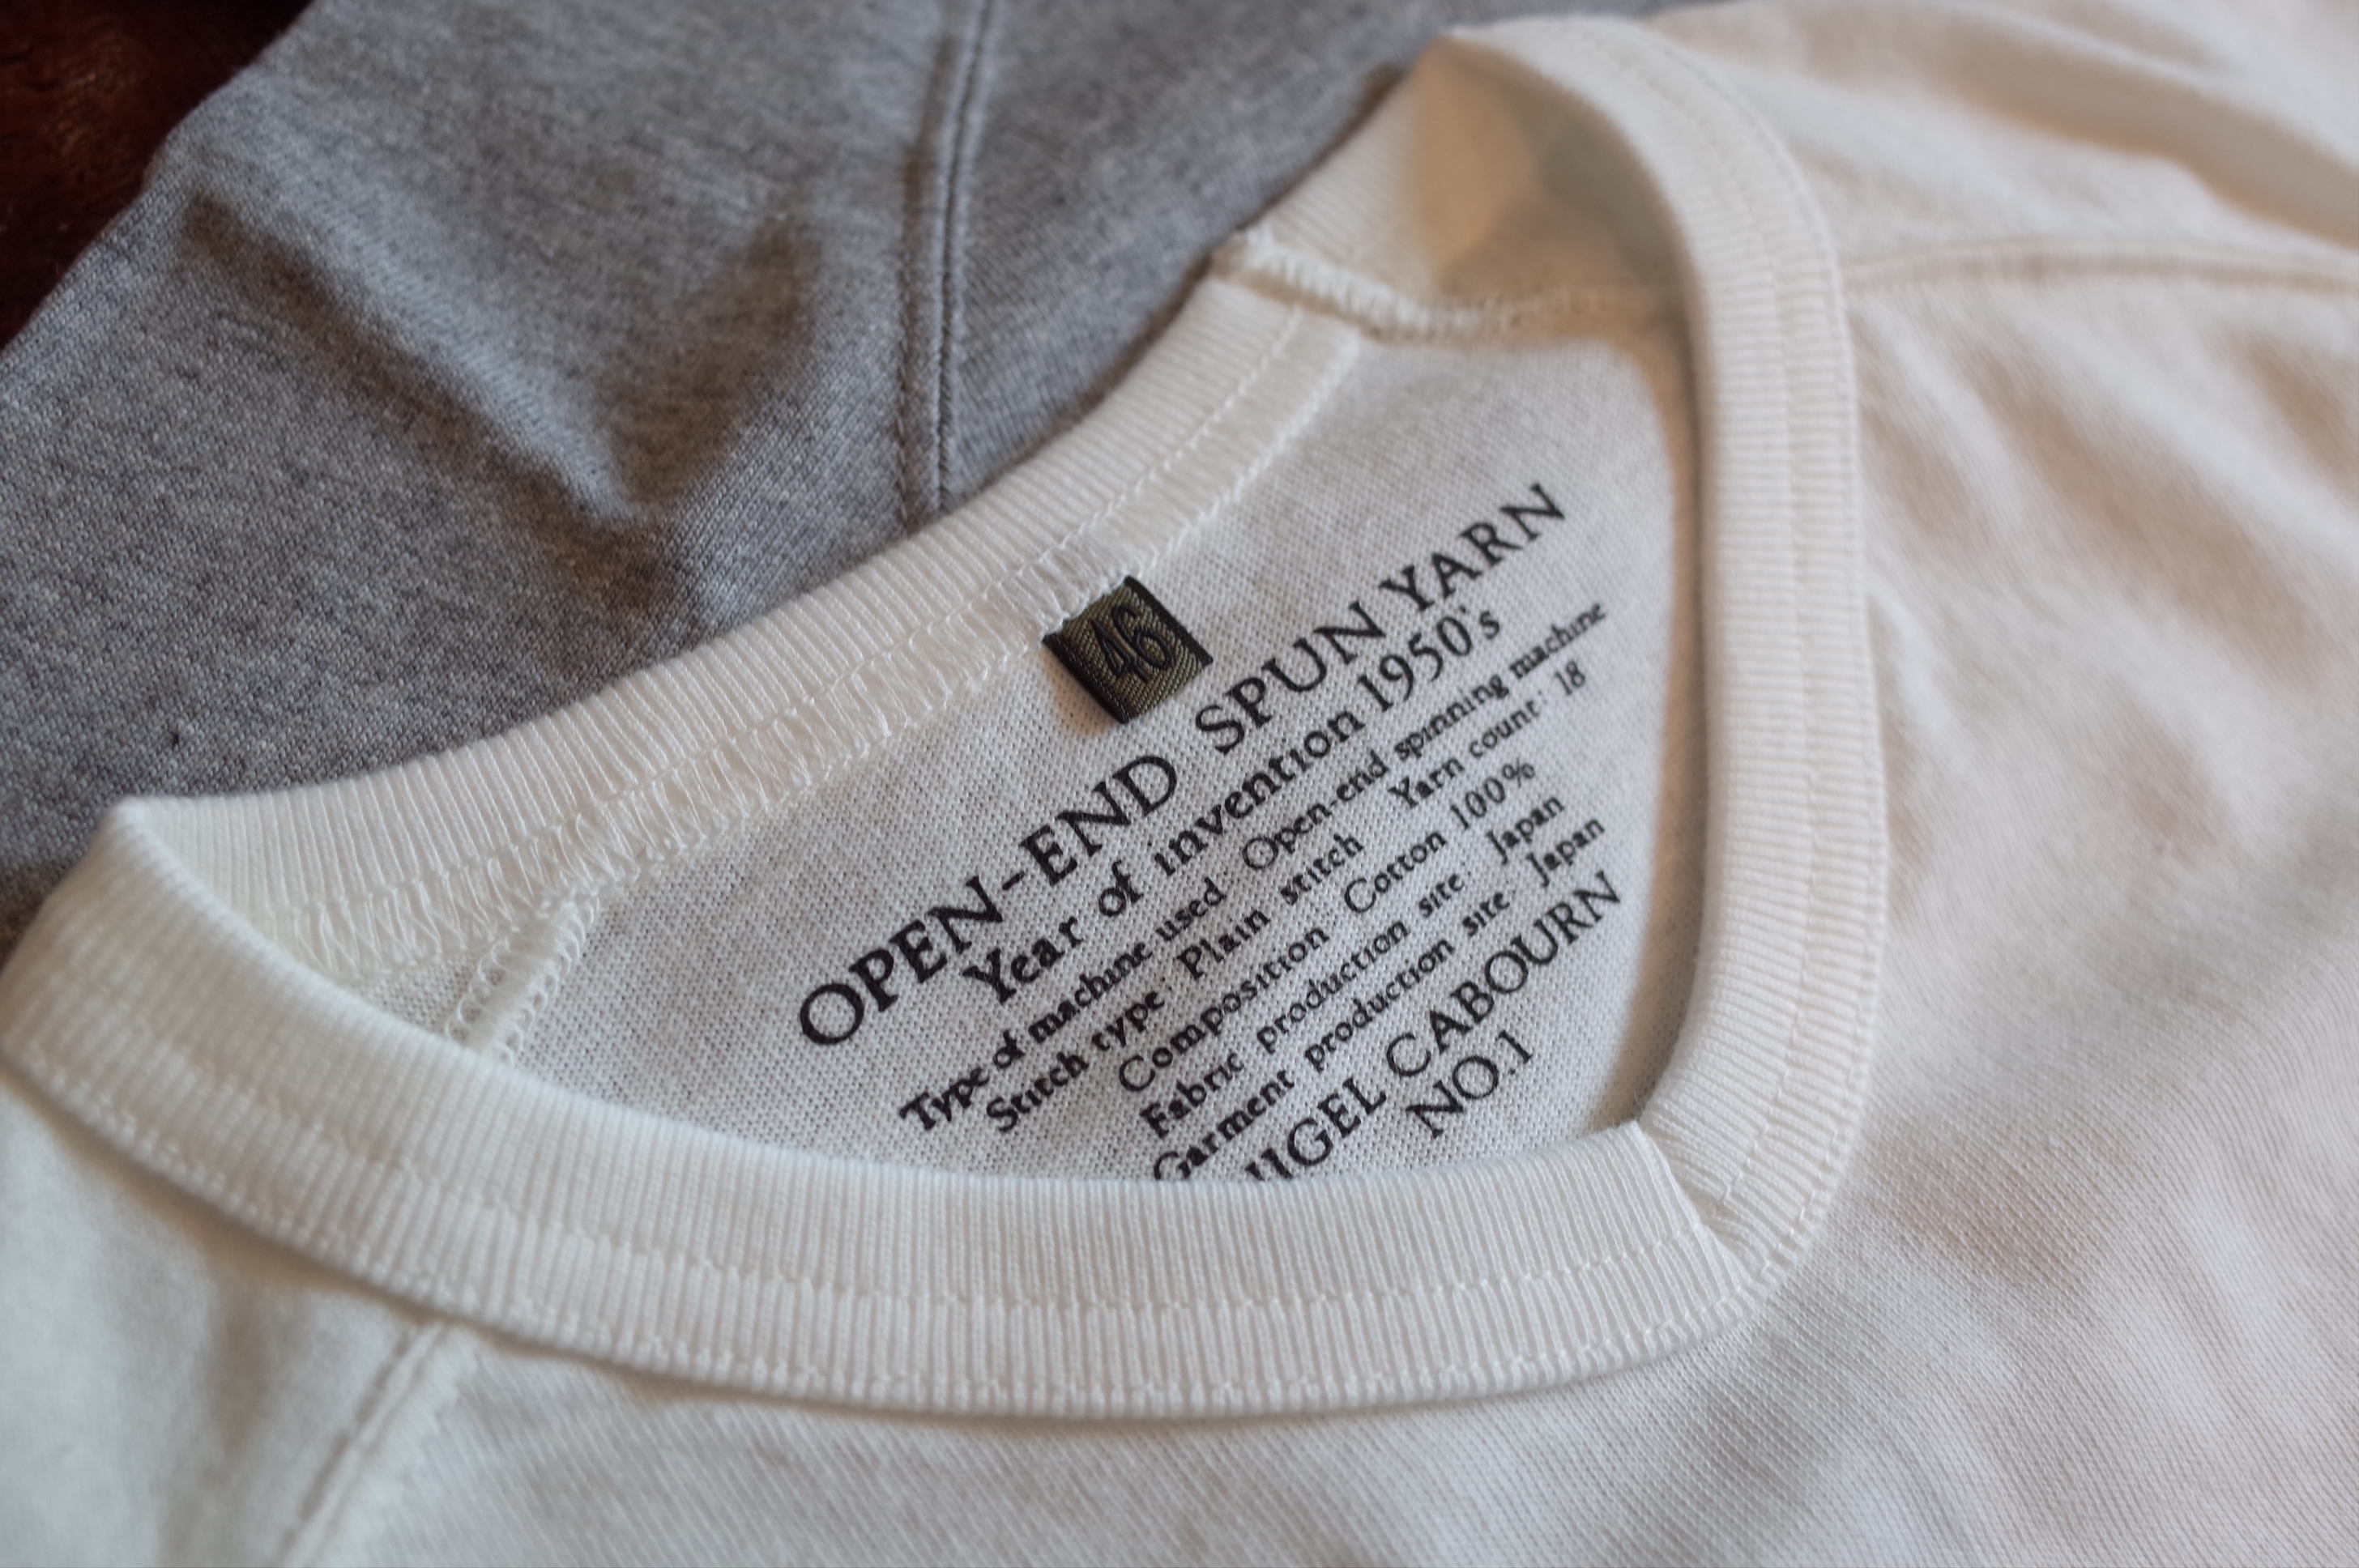 46
OPEN-END SPUN YARN
Year of invention 1950's
Type of machine used: Open-end spinning machine
Stitch type: Plain stitch Yarn count: 18
Composition: Cotton 100%
Fabric production site: Japan
Garment production site: Japan
NIGEL CABOURN
NO.1